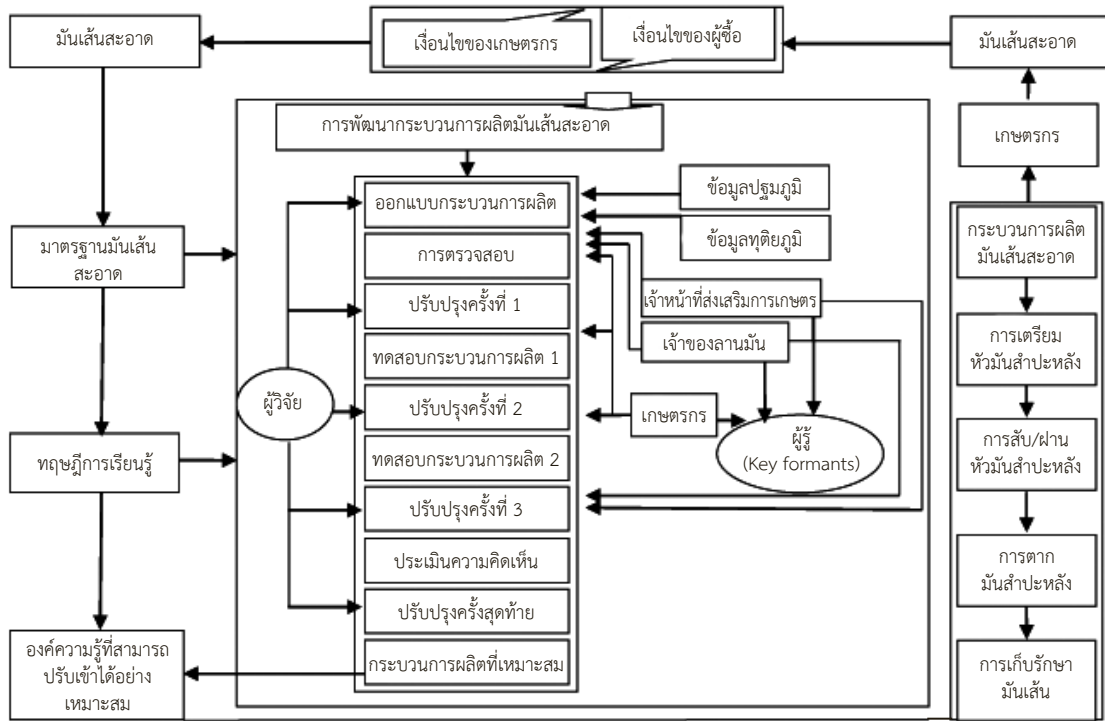 มันเส้นสะอาด
เงื่อนไขของเกษตรกร
เงื่อนไขของผู้ซื้อ
มันเส้นสะอาด
การพัฒนากระบวนการผลิตมันเส้นสะอาด
เกษตรกร
ออกแบบกระบวนการผลิต
ข้อมูลปฐมภูมิ
ข้อมูลทุติยภูมิ
มาตรฐานมันเส้น
สะอาด
การตรวจสอบ
กระบวนการผลิต
มันเส้นสะอาด
ปรับปรุงครั้งที่ 1
เจ้าหน้าที่ส่งเสริมการเกษตร
เจ้าของลานมัน
การเตรียม
หัวมันสำปะหลัง
ทดสอบกระบวนการผลิต 1
ผู้วิจัย
ปรับปรุงครั้งที่ 2
เกษตรกร
ผู้รู้
(Key formants)
การสับ/ฝาน
หัวมันสำปะหลัง
ทฤษฎีการเรียนรู้
ทดสอบกระบวนการผลิต 2
ปรับปรุงครั้งที่ 3
ประเมินความคิดเห็น
การตาก
มันสำปะหลัง
ปรับปรุงครั้งสุดท้าย
องค์ความรู้ที่สามารถ
ปรับเข้าได้อย่าง
เหมาะสม
กระบวนการผลิตที่เหมาะสม
การเก็บรักษา
มันเส้น